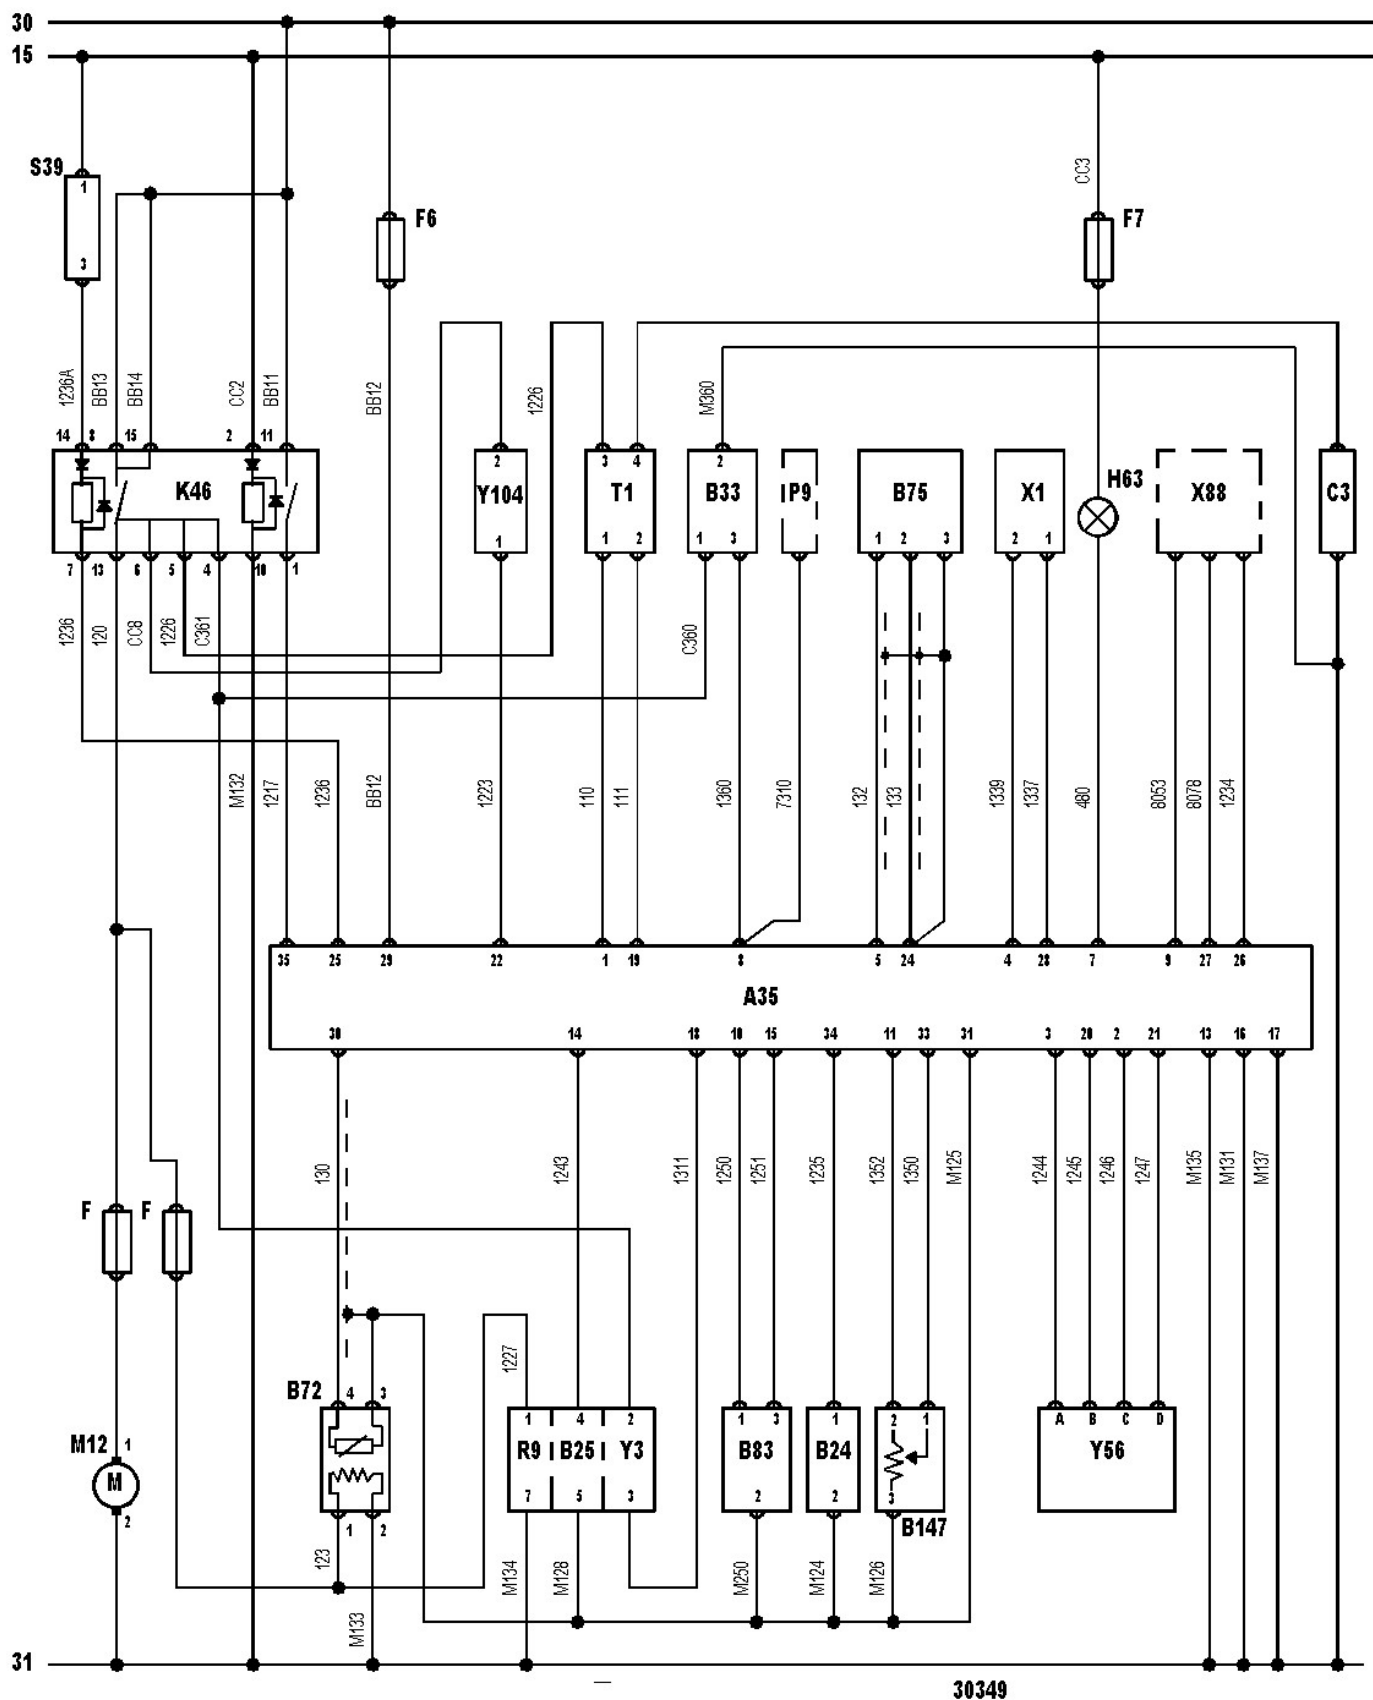 30
15
S39
1
3
F6
CC3
F7
1236A
BB13
BB14
CC2
BB11
BB12
1226
M360
14 8 15 2 11
K46
7 13 6 5 4 10 1
2
Y104
1
3 4
T1
1 2
2
B33
1 3
P9
B75
1 2 3
X1
2 1
H63
X88
C3
1236
120
CC8
1226
C361
C360
M132
1217
1236
BB12
1223
110
111
1360
7310
132
133
1339
1337
480
8053
8078
1234
35 25 29 22 1 19 8 5 24 4 28 7 9 27 26
A35
30 14 18 10 15 34 11 33 31 3 20 2 21 13 16 17
130
1243
1311
1250
1251
1235
1352
1350
M125
1244
1245
1246
1247
M135
M131
M137
F F
1227
B72
4 3
1 2
M12
1
M
2
1 4 2
R9 B25 Y3
7 5 3
1 3
B83
2
1
B24
2
2 1
3
B147
A B C D
Y56
123
M133
M134
M128
M250
M124
M126
31
30349